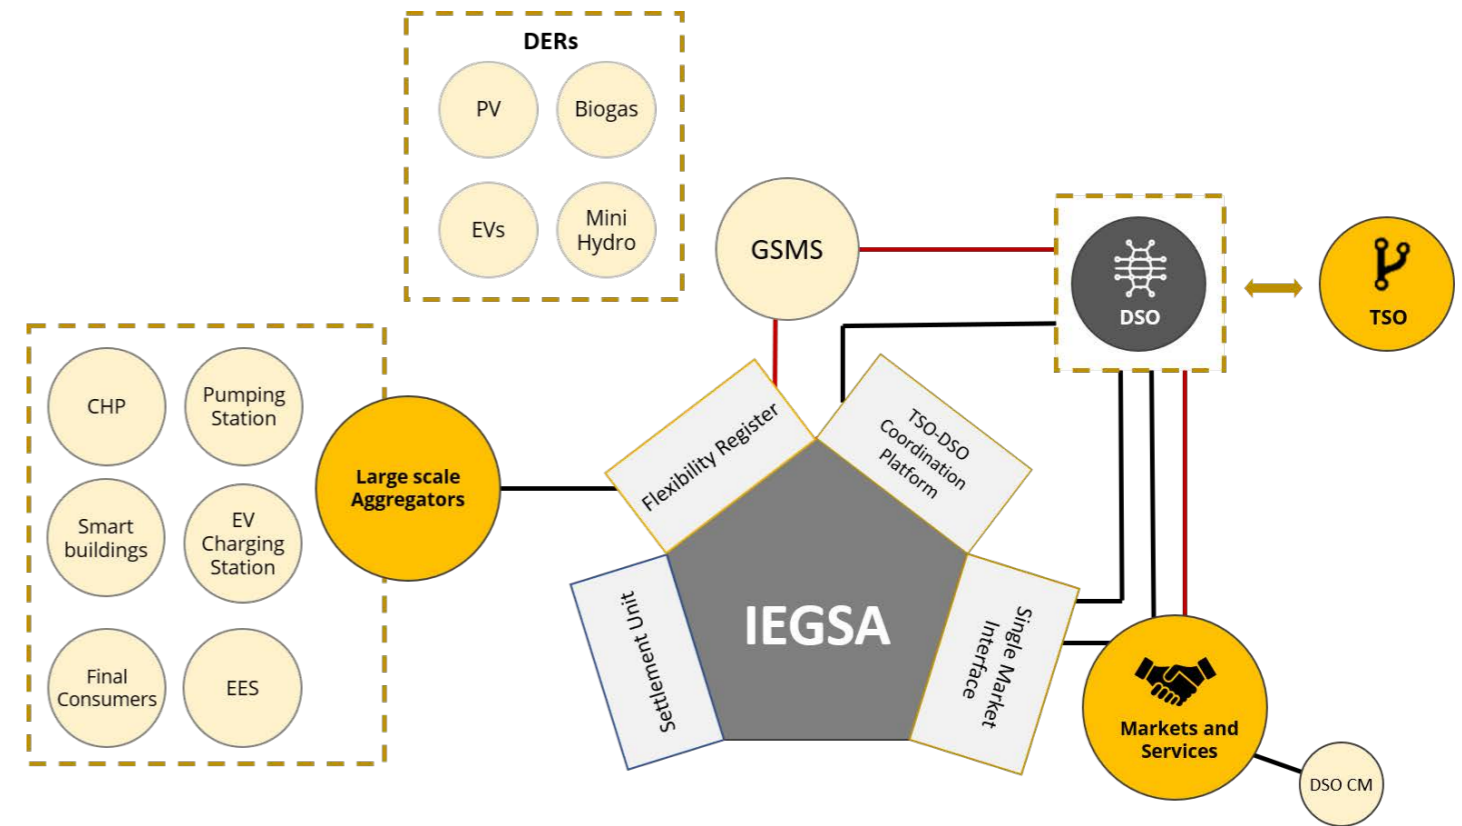 DERs
PV
Biogas
EVs
Mini
Hydro
GSMS
DSO
TSO
CHP
Pumping
Station
Large scale
Aggregators
Smart
buildings
EV
Charging
Station
Final
Consumers
EES
Flexibility Register
TSO-DSO
Coordination
Platform
Settlement Unit
IEGSA
Single Market
Interface
Markets and
Services
DSO CM